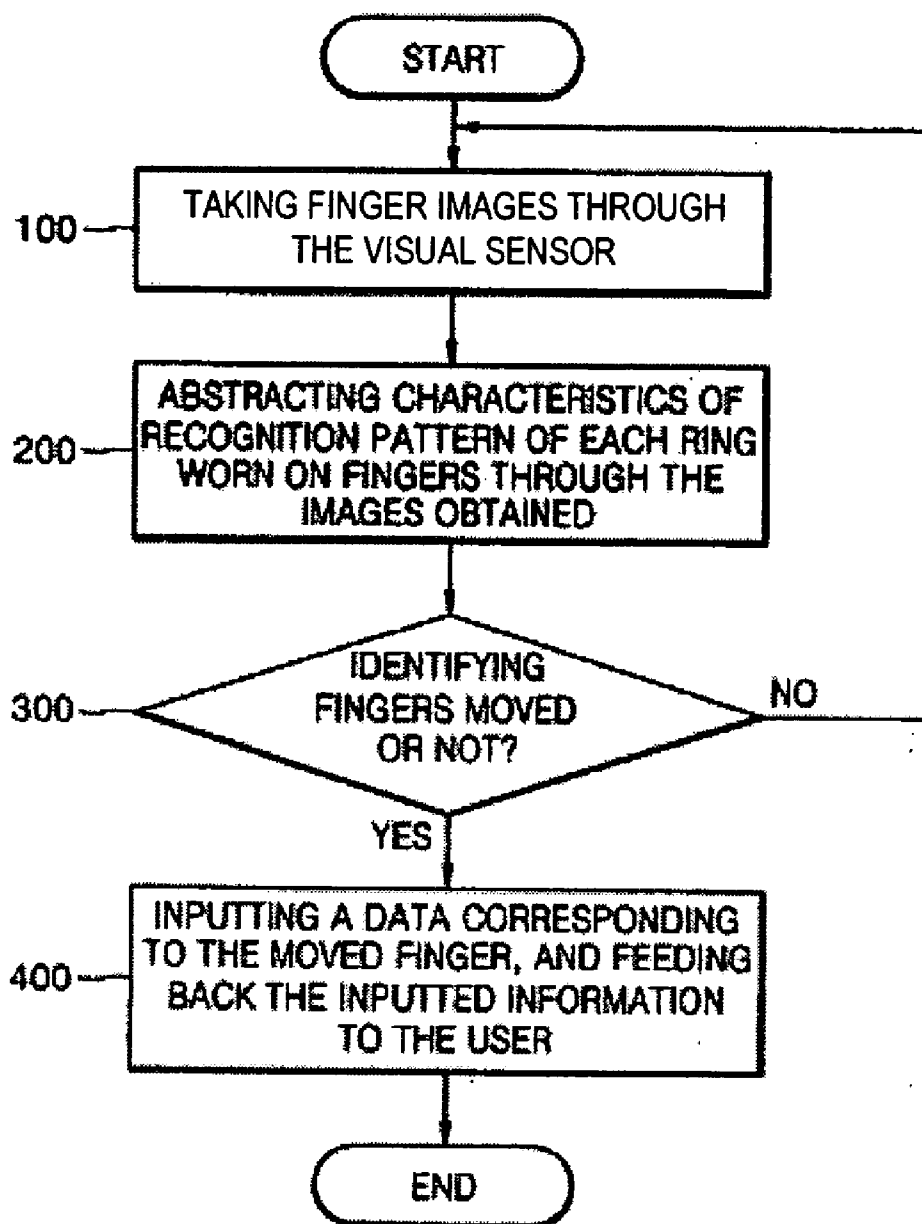 START
100
TAKING FINGER IMAGES THROUGH
THE VISUAL SENSOR
200
ABSTRACTING CHARACTERISTICS OF
RECOGNITION PATTERN OF EACH RING
WORN ON FINGERS THROUGH THE
IMAGES OBTAINED
300
IDENTIFYING
FINGERS MOVED
OR NOT?
NO
YES
400
INPUTTING A DATA CORRESPONDING
TO THE MOVED FINGER, AND FEEDING
BACK THE INPUTTED INFORMATION
TO THE USER
END